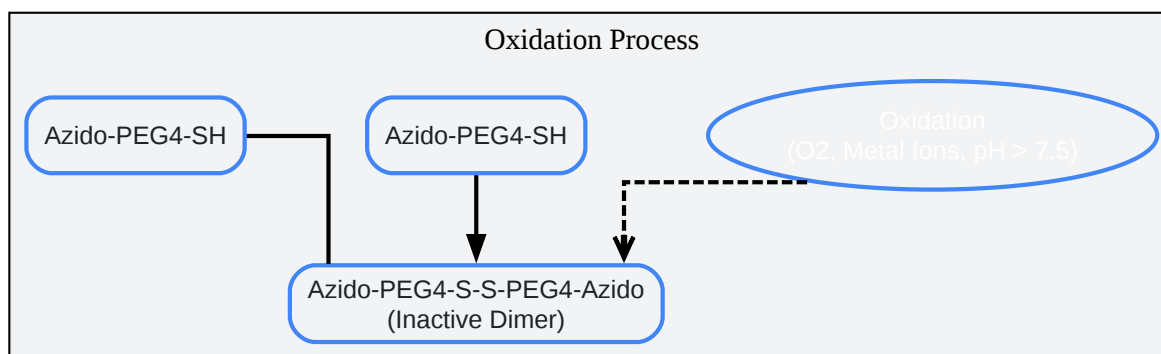 Oxidation Process
Azido-PEG4-SH
Azido-PEG4-SH
Oxidation
(O2, Metal Ions, pH > 7.5)
Azido-PEG4-S-S-PEG4-Azido
(Inactive Dimer)